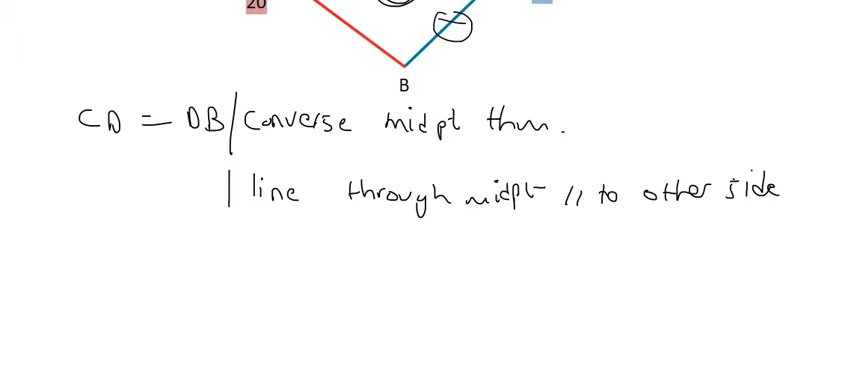 20
B
CD = DB / converse midpt thm.
| line through midpt // to other side